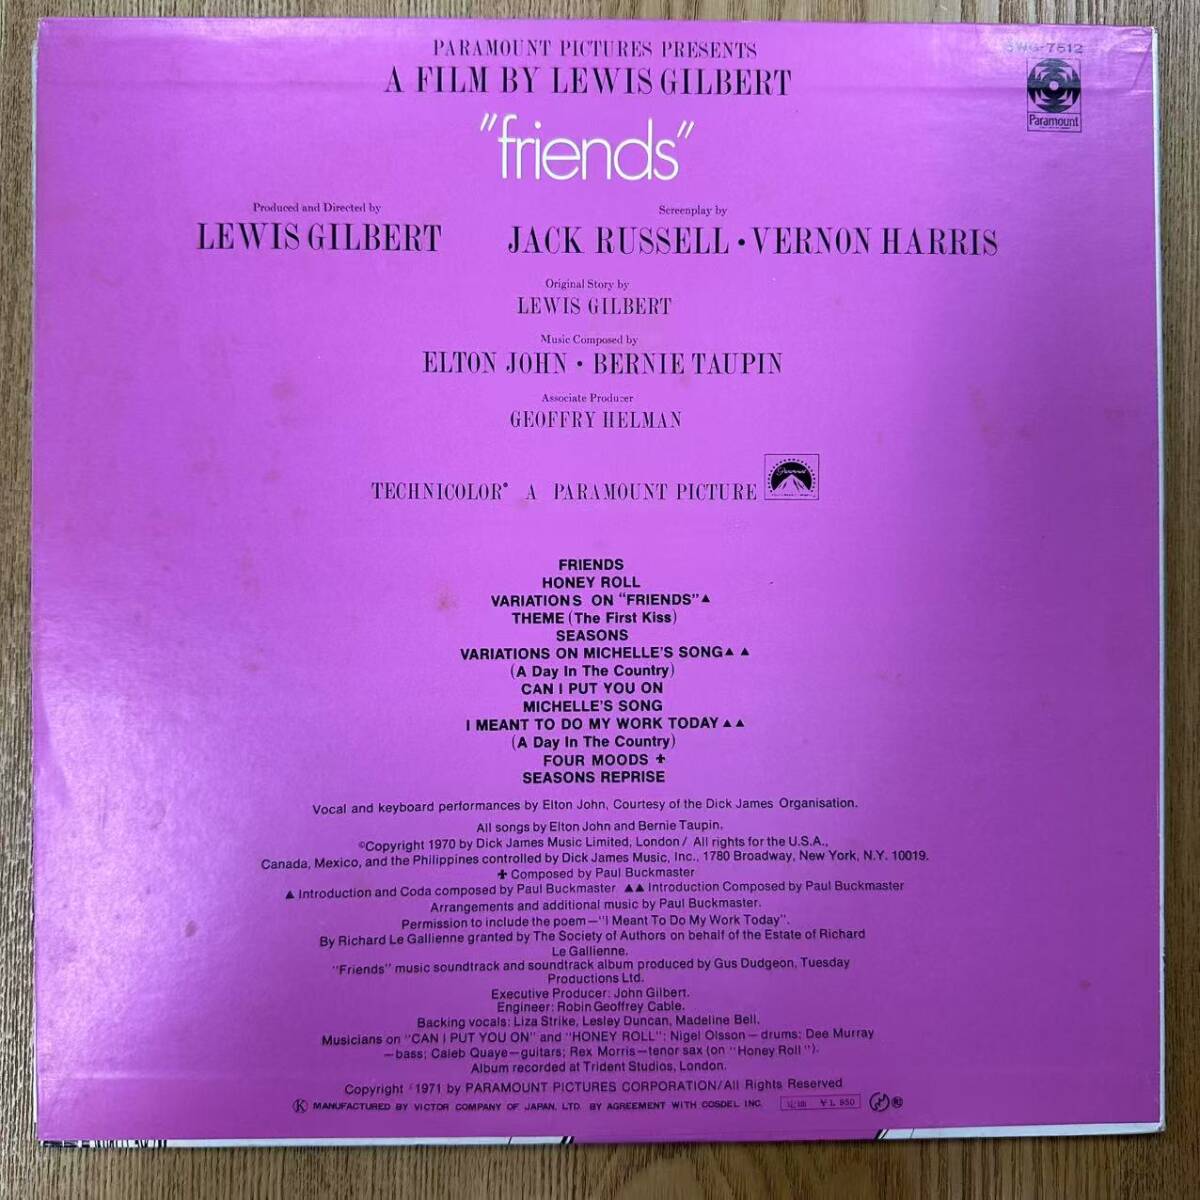 PARAMOUNT PICTURES PRESENTS
SWG-7512
A FILM BY LEWIS GILBERT
Paramount
"friends"
Produced and Directed by
LEWIS GILBERT
Screenplay by
JACK RUSSELL • VERNON HARRIS
Original Story by
LEWIS GILBERT
Music Composed by
ELTON JOHN • BERNIE TAUPIN
Associate Producer
GEOFFRY HELMAN
TECHNICOLOR® A PARAMOUNT PICTURE
Paramount
FRIENDS
HONEY ROLL
VARIATIONS ON "FRIENDS"▲
THEME (The First Kiss)
SEASONS
VARIATIONS ON MICHELLE'S SONG▲▲
(A Day In The Country)
CAN I PUT YOU ON
MICHELLE'S SONG
I MEANT TO DO MY WORK TODAY▲▲
(A Day In The Country)
FOUR MOODS ✚
SEASONS REPRISE
Vocal and keyboard performances by Elton John, Courtesy of the Dick James Organisation.
All songs by Elton John and Bernie Taupin.
©Copyright 1970 by Dick James Music Limited, London / All rights for the U.S.A.,
Canada, Mexico, and the Philippines controlled by Dick James Music, Inc., 1780 Broadway, New York, N.Y. 10019.
✚ Composed by Paul Buckmaster
▲ Introduction and Coda composed by Paul Buckmaster ▲▲ Introduction Composed by Paul Buckmaster
Arrangements and additional music by Paul Buckmaster.
Permission to include the poem—"I Meant To Do My Work Today".
By Richard Le Gallienne granted by The Society of Authors on behalf of the Estate of Richard
Le Gallienne.
"Friends" music soundtrack and soundtrack album produced by Gus Dudgeon, Tuesday
Productions Ltd.
Executive Producer: John Gilbert.
Engineer: Robin Geoffrey Cable.
Backing vocals: Liza Strike, Lesley Duncan, Madeline Bell.
Musicians on "CAN I PUT YOU ON" and "HONEY ROLL": Nigel Olsson—drums; Dee Murray
—bass; Caleb Quaye—guitars; Rex Morris—tenor sax (on "Honey Roll").
Album recorded at Trident Studios, London.
Copyright ©1971 by PARAMOUNT PICTURES CORPORATION/All Rights Reserved
Ⓚ MANUFACTURED BY VICTOR COMPANY OF JAPAN, LTD. BY AGREEMENT WITH COSDEL INC. 定価 ¥1,950